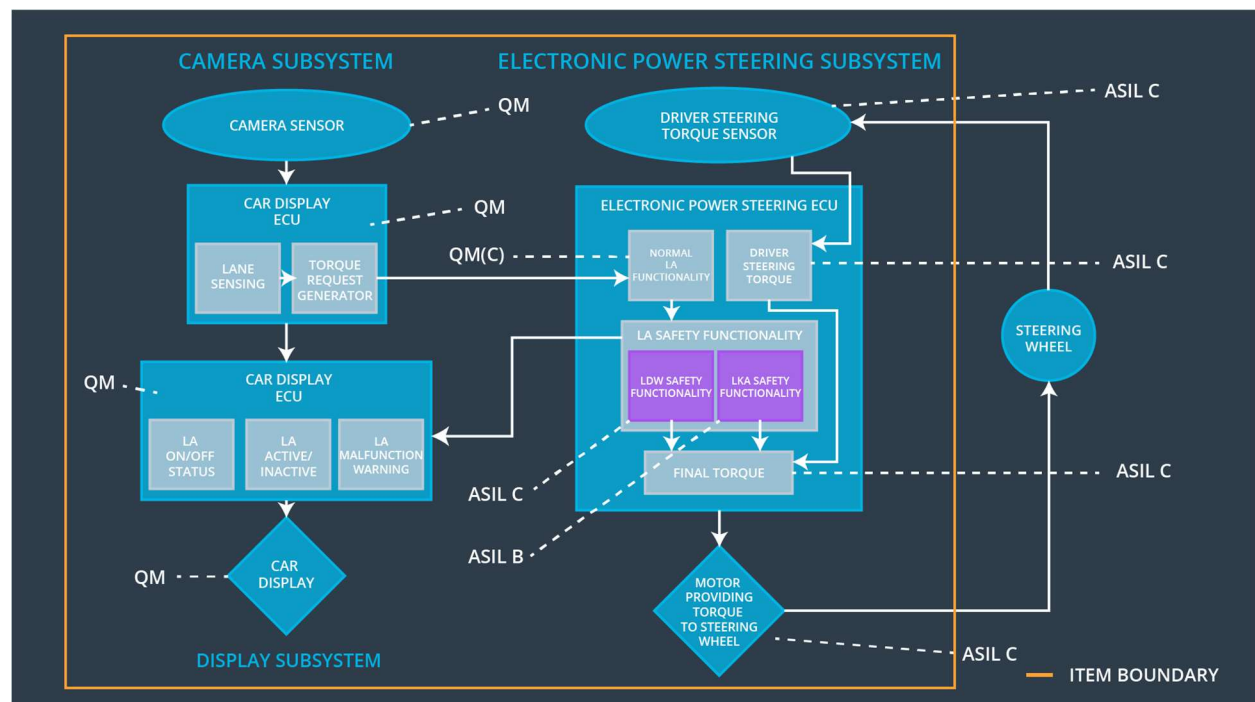 CAMERA SUBSYSTEM
ELECTRONIC POWER STEERING SUBSYSTEM
CAMERA SENSOR
QM
DRIVER STEERING
TORQUE SENSOR
ASIL C
CAR DISPLAY
ECU
QM
LANE
SENSING
TORQUE
REQUEST
GENERATOR
QM(C)
ELECTRONIC POWER STEERING ECU
NORMAL
LA
FUNCTIONALITY
DRIVER
STEERING
TORQUE
ASIL C
LA SAFETY FUNCTIONALITY
LDW SAFETY
FUNCTIONALITY
LKA SAFETY
FUNCTIONALITY
STEERING
WHEEL
QM
CAR DISPLAY
ECU
LA
ON/OFF
STATUS
LA
ACTIVE/
INACTIVE
LA
MALFUNCTION
WARNING
FINAL TORQUE
ASIL C
ASIL C
ASIL B
QM
CAR
DISPLAY
MOTOR
PROVIDING
TORQUE
TO STEERING
WHEEL
ASIL C
DISPLAY SUBSYSTEM
ITEM BOUNDARY